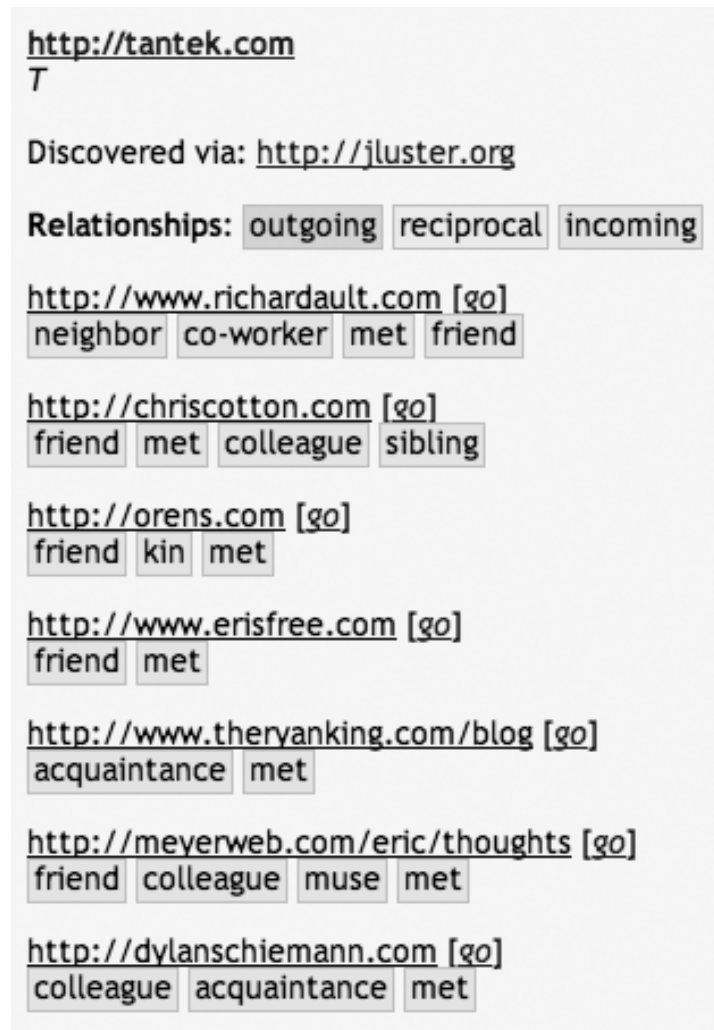 http://tantek.com
T
Discovered via: http://jluster.org
Relationships: outgoing reciprocal incoming
http://www.richardault.com [go]
neighbor co-worker met friend
http://chriscotton.com [go]
friend met colleague sibling
http://orens.com [go]
friend kin met
http://www.erisfree.com [go]
friend met
http://www.theryanking.com/blog [go]
acquaintance met
http://meyerweb.com/eric/thoughts [go]
friend colleague muse met
http://dylanschiemann.com [go]
colleague acquaintance met